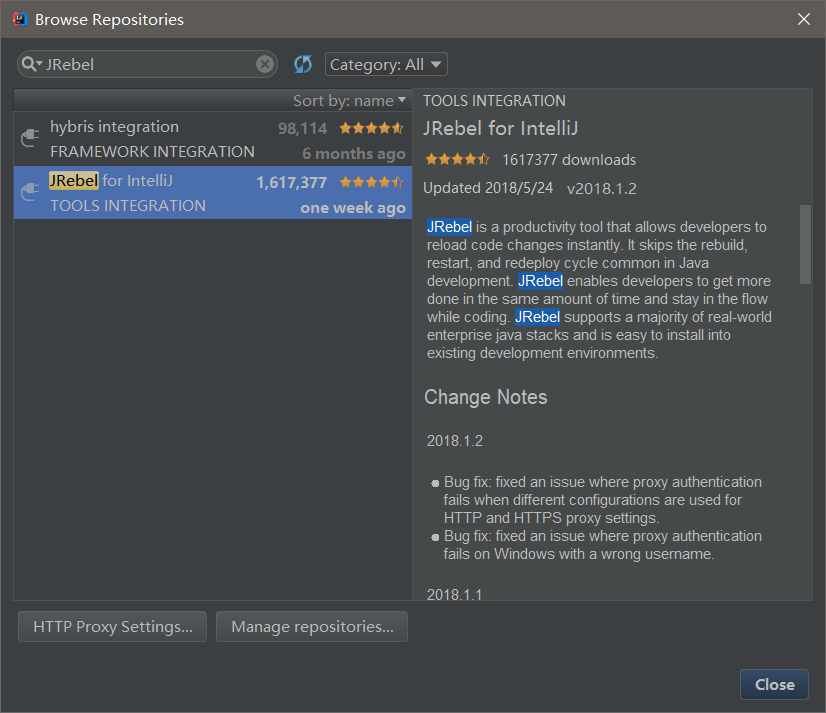 Browse Repositories
JRebel
Category: All
Sort by: name
hybris integration 98,114
FRAMEWORK INTEGRATION 6 months ago
JRebel for IntelliJ 1,617,377
TOOLS INTEGRATION one week ago
TOOLS INTEGRATION
JRebel for IntelliJ
1617377 downloads
Updated 2018/5/24 v2018.1.2
JRebel is a productivity tool that allows developers to
reload code changes instantly. It skips the rebuild,
restart, and redeploy cycle common in Java
development. JRebel enables developers to get more
done in the same amount of time and stay in the flow
while coding. JRebel supports a majority of real-world
enterprise java stacks and is easy to install into
existing development environments.
Change Notes
2018.1.2
Bug fix: fixed an issue where proxy authentication
fails when different configurations are used for
HTTP and HTTPS proxy settings.
Bug fix: fixed an issue where proxy authentication
fails on Windows with a wrong username.
2018.1.1
HTTP Proxy Settings...
Manage repositories...
Close